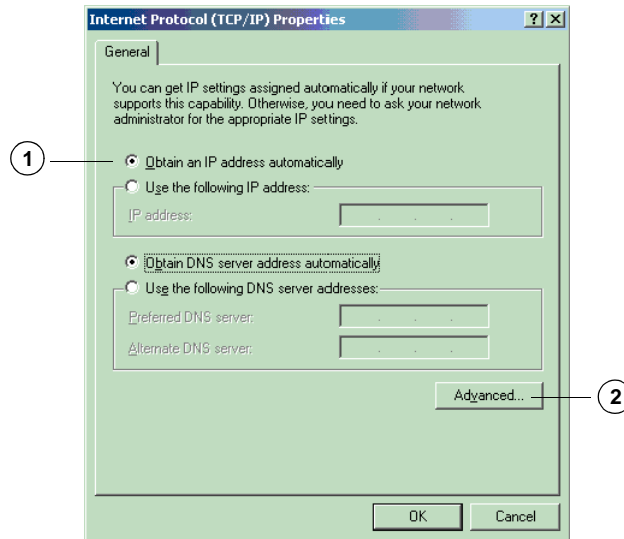 Internet Protocol (TCP/IP) Properties
General
You can get IP settings assigned automatically if your network
supports this capability. Otherwise, you need to ask your network
administrator for the appropriate IP settings.
1
Obtain an IP address automatically
Use the following IP address:
IP address:
Obtain DNS server address automatically
Use the following DNS server addresses:
Preferred DNS server:
Alternate DNS server:
Advanced...
2
OK
Cancel